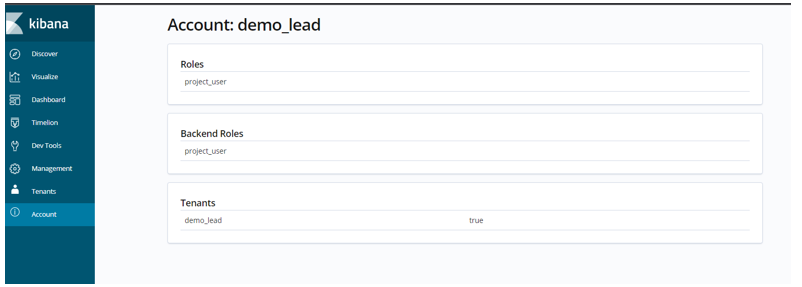 kibana
Discover
Visualize
Dashboard
Timelion
Dev Tools
Management
Tenants
Account
Account: demo_lead
Roles
project_user
Backend Roles
project_user
Tenants
demo_lead true